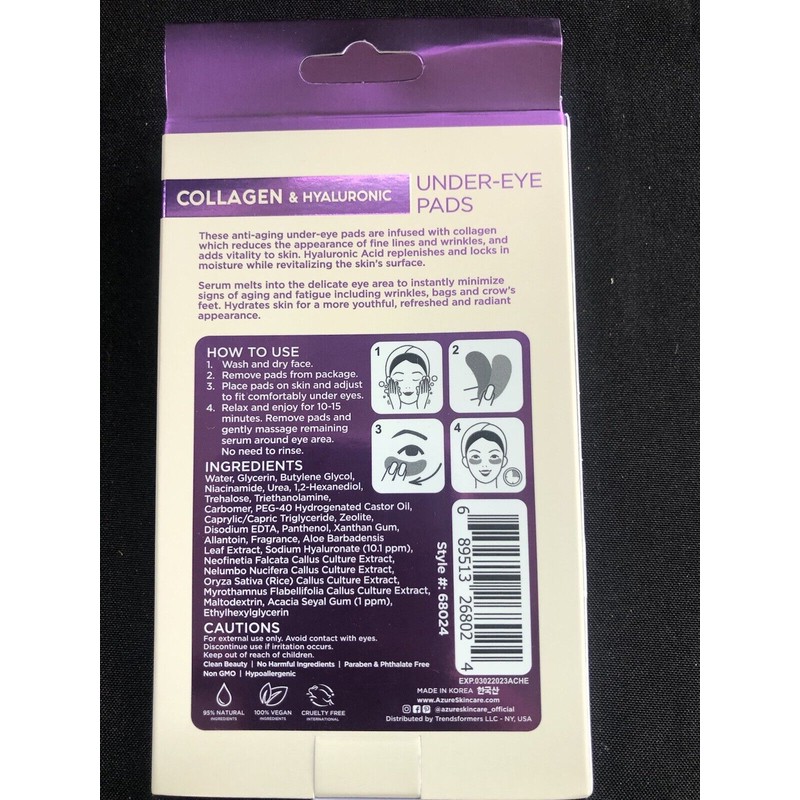 COLLAGEN & HYALURONIC
UNDER-EYE
PADS
These anti-aging under-eye pads are infused with collagen
which reduces the appearance of fine lines and wrinkles, and
adds vitality to skin. Hyaluronic Acid replenishes and locks in
moisture while revitalizing the skin's surface.
Serum melts into the delicate eye area to instantly minimize
signs of aging and fatigue including wrinkles, bags and crow's
feet. Hydrates skin for a more youthful, refreshed and radiant
appearance.
HOW TO USE
1. Wash and dry face.
2. Remove pads from package.
3. Place pads on skin and adjust
to fit comfortably under eyes.
4. Relax and enjoy for 10-15
minutes. Remove pads and
gently massage remaining
serum around eye area.
No need to rinse.
1
2
3
4
INGREDIENTS
Water, Glycerin, Butylene Glycol,
Niacinamide, Urea, 1,2-Hexanediol,
Trehalose, Triethanolamine,
Carbomer, PEG-40 Hydrogenated Castor Oil,
Caprylic/Capric Triglyceride, Zeolite,
Disodium EDTA, Panthenol, Xanthan Gum,
Allantoin, Fragrance, Aloe Barbadensis
Leaf Extract, Sodium Hyaluronate (10.1 ppm),
Neofinetia Falcata Callus Culture Extract,
Nelumbo Nucifera Callus Culture Extract,
Oryza Sativa (Rice) Callus Culture Extract,
Myrothamnus Flabellifolia Callus Culture Extract,
Maltodextrin, Acacia Seyal Gum (1 ppm),
Ethylhexylglycerin
CAUTIONS
For external use only. Avoid contact with eyes.
Discontinue use if irritation occurs.
Keep out of reach of children.
Clean Beauty | No Harmful Ingredients | Paraben & Phthalate Free
Non GMO | Hypoallergenic
95% NATURAL
INGREDIENTS
100% VEGAN
INGREDIENTS
CRUELTY FREE
INTERNATIONAL
Style #: 68024
6 89513 26802 4
EXP.03022023ACHE
MADE IN KOREA 한국산
www.AzureSkincare.com
@azureskincare_official
Distributed by Trendsformers LLC - NY, USA